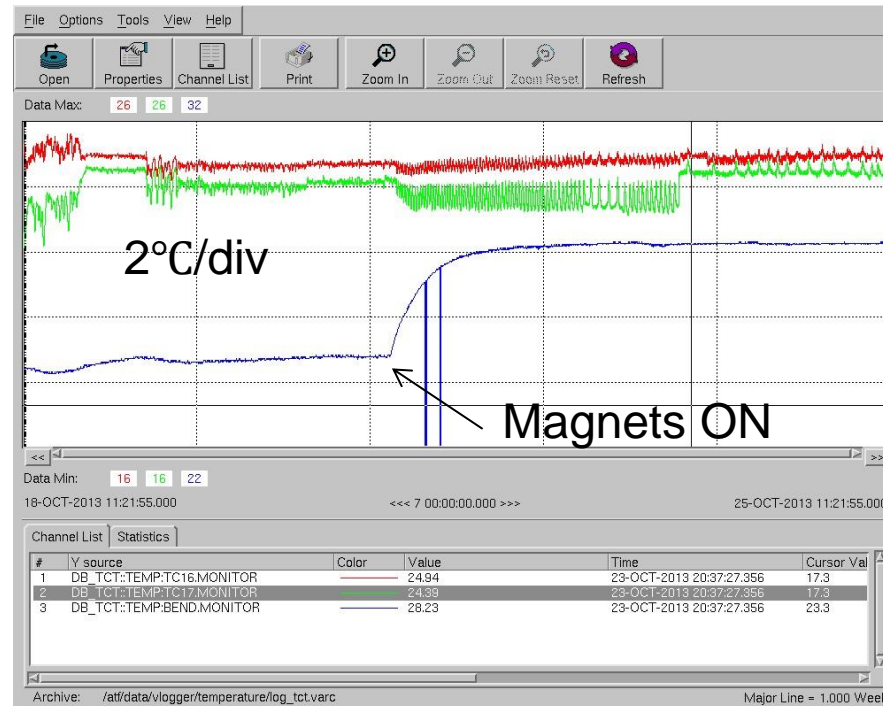 File Options Tools View Help
Open Properties Channel List Print Zoom In Zoom Out Zoom Reset Refresh
Data Max: 26 26 32
2°C/div
Magnets ON
<< >>
Data Min: 16 16 22
18-OCT-2013 11:21:55.000 <<< 7 00:00:00.000 >>> 25-OCT-2013 11:21:55.000
Channel List Statistics
# Y source Color Value Time Cursor Val
1 DB_TCT::TEMP:TC16.MONITOR 24.94 23-OCT-2013 20:37:27.356 17.3
2 DB_TCT::TEMP:TC17.MONITOR 24.39 23-OCT-2013 20:37:27.356 17.3
3 DB_TCT::TEMP:BEND.MONITOR 28.23 23-OCT-2013 20:37:27.356 23.3
Archive: /atf/data/vlogger/temperature/log_tct.varc Major Line = 1.000 Week